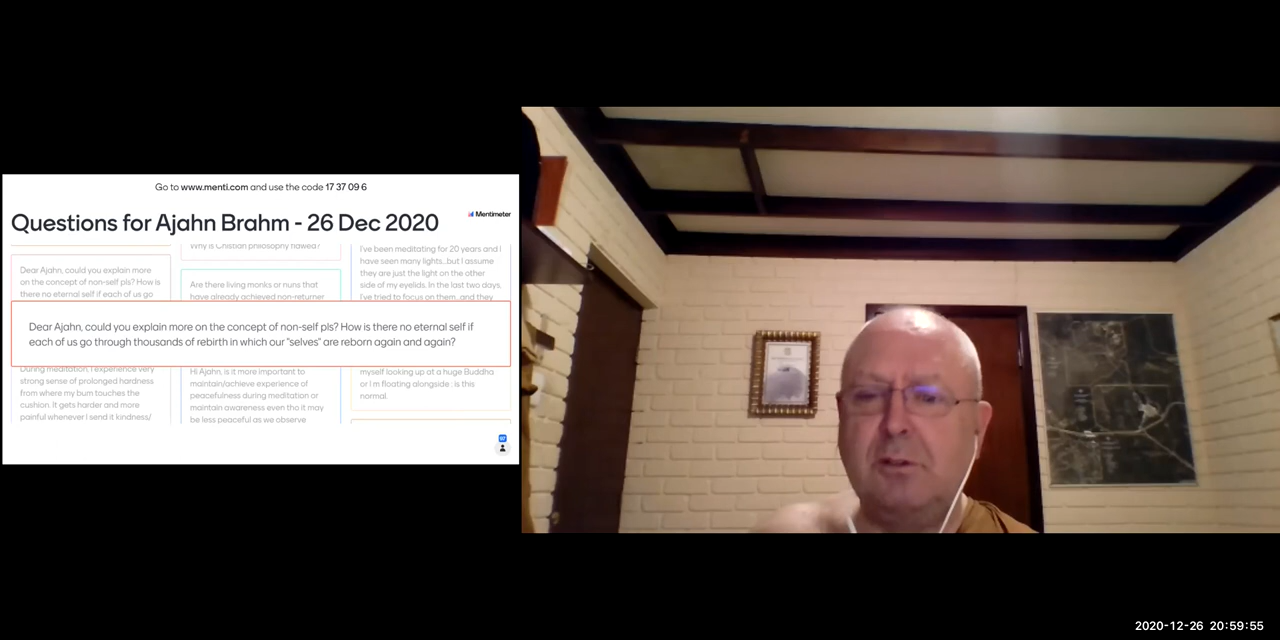 Go to www.menti.com and use the code 17 37 09 6
Questions for Ajahn Brahm - 26 Dec 2020
Mentimeter
Dear Ajahn, could you explain more
on the concept of non-self pls? How is
there no eternal self if each of us go
Why is Chistian philosophy flawed?
Are there living monks or nuns that
have already achieved non-returner
I've been meditating for 20 years and I
have seen many lights...but I assume
they are just the light on the other
side of my eyelids. In the last two days,
I've tried to focus on them...and they
Dear Ajahn, could you explain more on the concept of non-self pls? How is there no eternal self if
each of us go through thousands of rebirth in which our "selves" are reborn again and again?
During meditation, I experience very
strong sense of prolonged hardness
from where my bum touches the
cushion. It gets harder and more
painful whenever I send it kindness/
Hi Ajahn, is it more important to
maintain/achieve experience of
peacefulness during meditation or
maintain awareness even tho it may
be less peaceful as we observe
myself looking up at a huge Buddha
or I m floating alongside : is this
normal.
2020-12-26 20:59:55